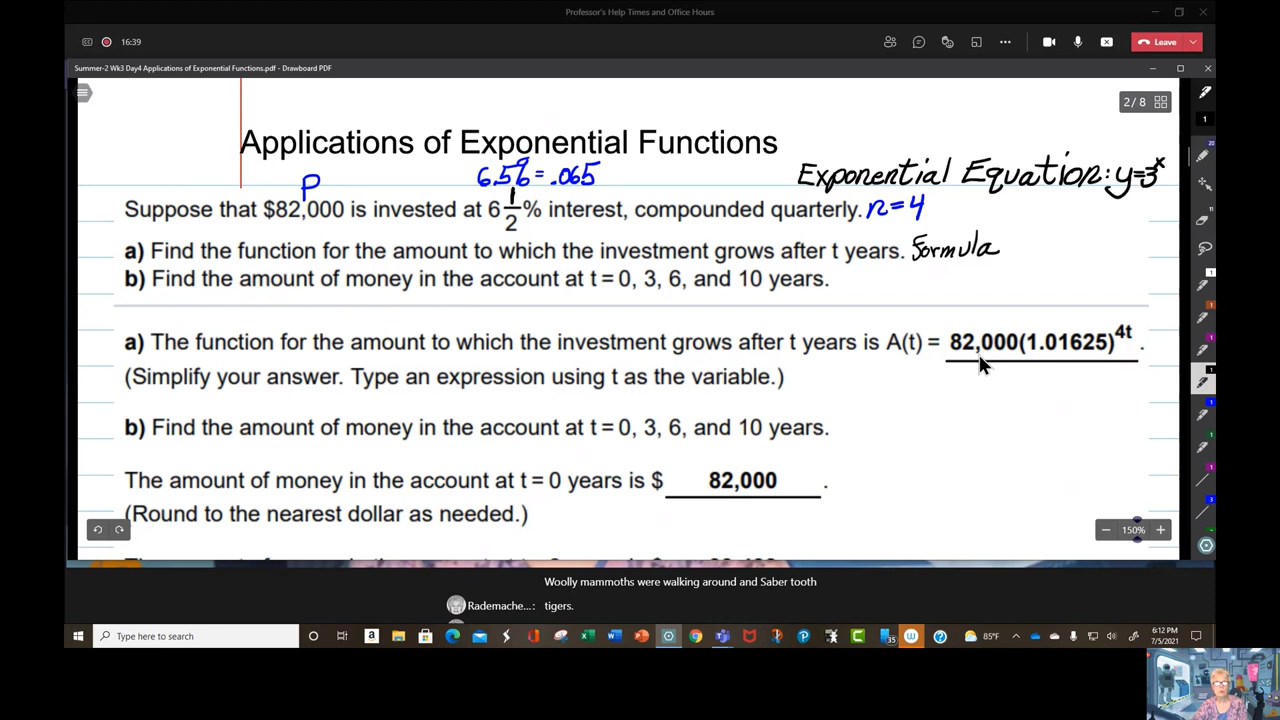 Professor's Help Times and Office Hours
16:39
Leave
Summer-2 Wk3 Day4 Applications of Exponential Functions.pdf - Drawboard PDF
2/8
Applications of Exponential Functions
P 6.5% = .065
Exponential Equation: y=3^x
Suppose that $82,000 is invested at 6 1/2 % interest, compounded quarterly. n = 4
a) Find the function for the amount to which the investment grows after t years. Formula
b) Find the amount of money in the account at t = 0, 3, 6, and 10 years.
a) The function for the amount to which the investment grows after t years is A(t) = 82,000(1.01625)^4t .
(Simplify your answer. Type an expression using t as the variable.)
b) Find the amount of money in the account at t = 0, 3, 6, and 10 years.
The amount of money in the account at t = 0 years is $ 82,000 .
(Round to the nearest dollar as needed.)
150%
Woolly mammoths were walking around and Saber tooth
Rademache...: tigers.
Type here to search
85°F
6:12 PM
7/5/2021